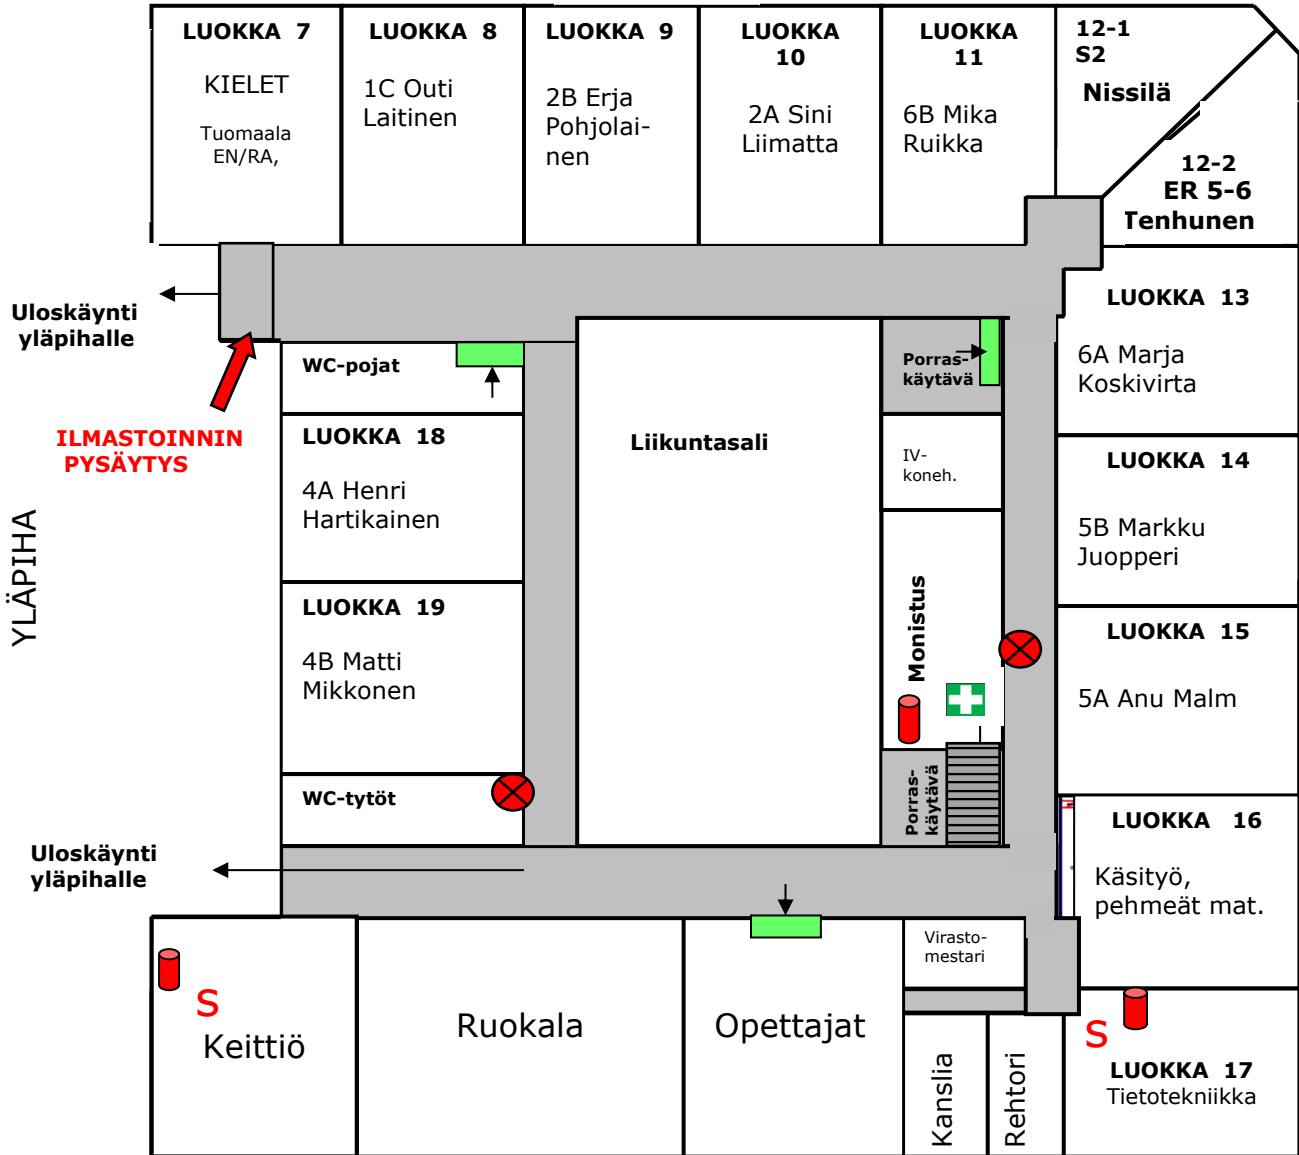 LUOKKA 7
KIELET
Tuomaala
EN/RA,
LUOKKA 8
1C Outi
Laitinen
LUOKKA 9
2B Erja
Pohjolai-
nen
LUOKKA
10
2A Sini
Liimatta
LUOKKA
11
6B Mika
Ruikka
12-1
S2
Nissilä
12-2
ER 5-6
Tenhunen
Uloskäynti
yläpihalle
ILMASTOINNIN
PYSÄYTYS
YLÄPIHA
WC-pojat
LUOKKA 18
4A Henri
Hartikainen
LUOKKA 19
4B Matti
Mikkonen
WC-tytöt
Liikuntasali
Porras-
käytävä
IV-
koneh.
Monistus
Porras-
käytävä
LUOKKA 13
6A Marja
Koskivirta
LUOKKA 14
5B Markku
Juopperi
LUOKKA 15
5A Anu Malm
LUOKKA 16
Käsityö,
pehmeät mat.
Uloskäynti
yläpihalle
S
Keittiö
Ruokala
Opettajat
Virasto-
mestari
Kanslia
Rehtori
S
LUOKKA 17
Tietotekniikka